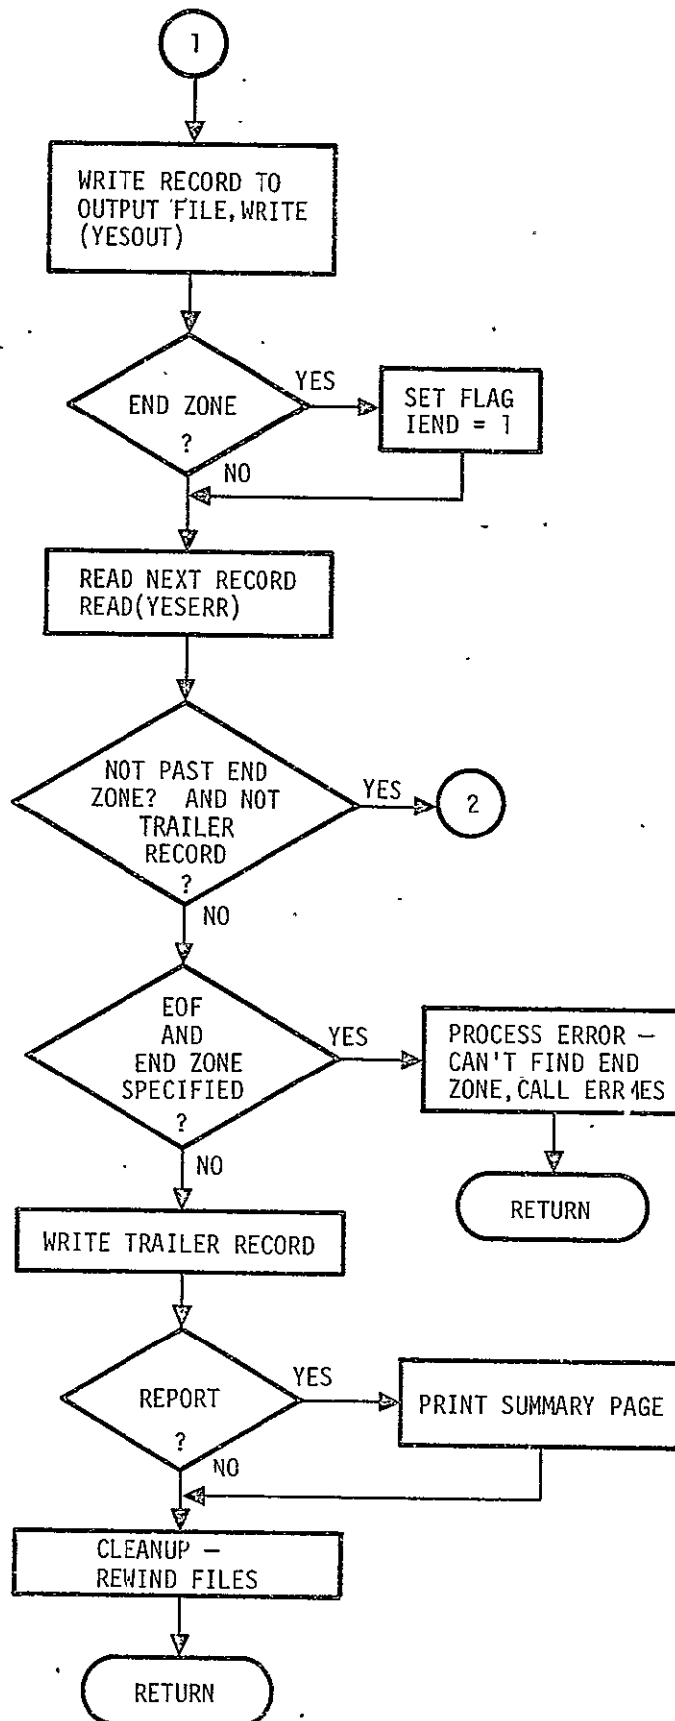 1
WRITE RECORD TO
OUTPUT FILE, WRITE
(YESOUT)
END ZONE
?
YES
SET FLAG
IEND = 1
NO
READ NEXT RECORD
READ(YESERR)
NOT PAST END
ZONE? AND NOT
TRAILER
RECORD
?
YES
2
NO
EOF
AND
END ZONE
SPECIFIED
?
YES
PROCESS ERROR —
CAN'T FIND END
ZONE, CALL ERRMES
RETURN
NO
WRITE TRAILER RECORD
REPORT
?
YES
PRINT SUMMARY PAGE
NO
CLEANUP —
REWIND FILES
RETURN